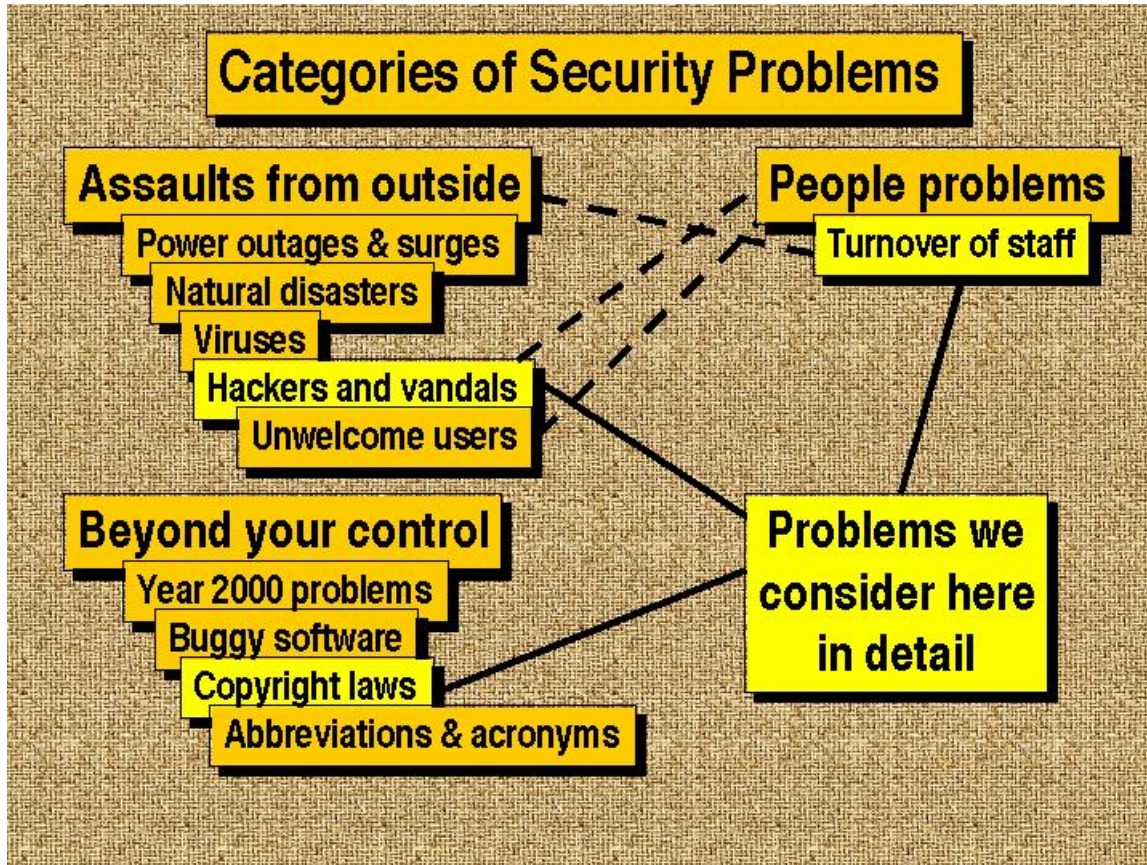 Categories of Security Problems
Assaults from outside
Power outages & surges
Natural disasters
Viruses
Hackers and vandals
Unwelcome users
People problems
Turnover of staff
Beyond your control
Year 2000 problems
Buggy software
Copyright laws
Abbreviations & acronyms
Problems we
consider here
in detail